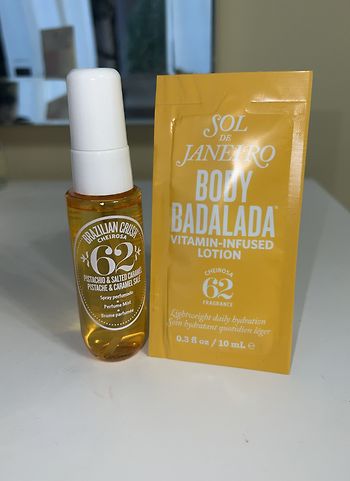 BRAZILIAN CRUSH
CHEIROSA
62
PISTACHIO & SALTED CARAMEL
PISTACHE & CARAMEL SALÉ
Spray perfumado •
Perfume Mist •
Brume parfumée
SOL
DE
JANEIRO
BODY
BADALADA™
VITAMIN-INFUSED
LOTION
CHEIROSA
62
FRAGRANCE
Lightweight daily hydration
Soin hydratant quotidien léger
0.3 fl oz / 10 mL ℮